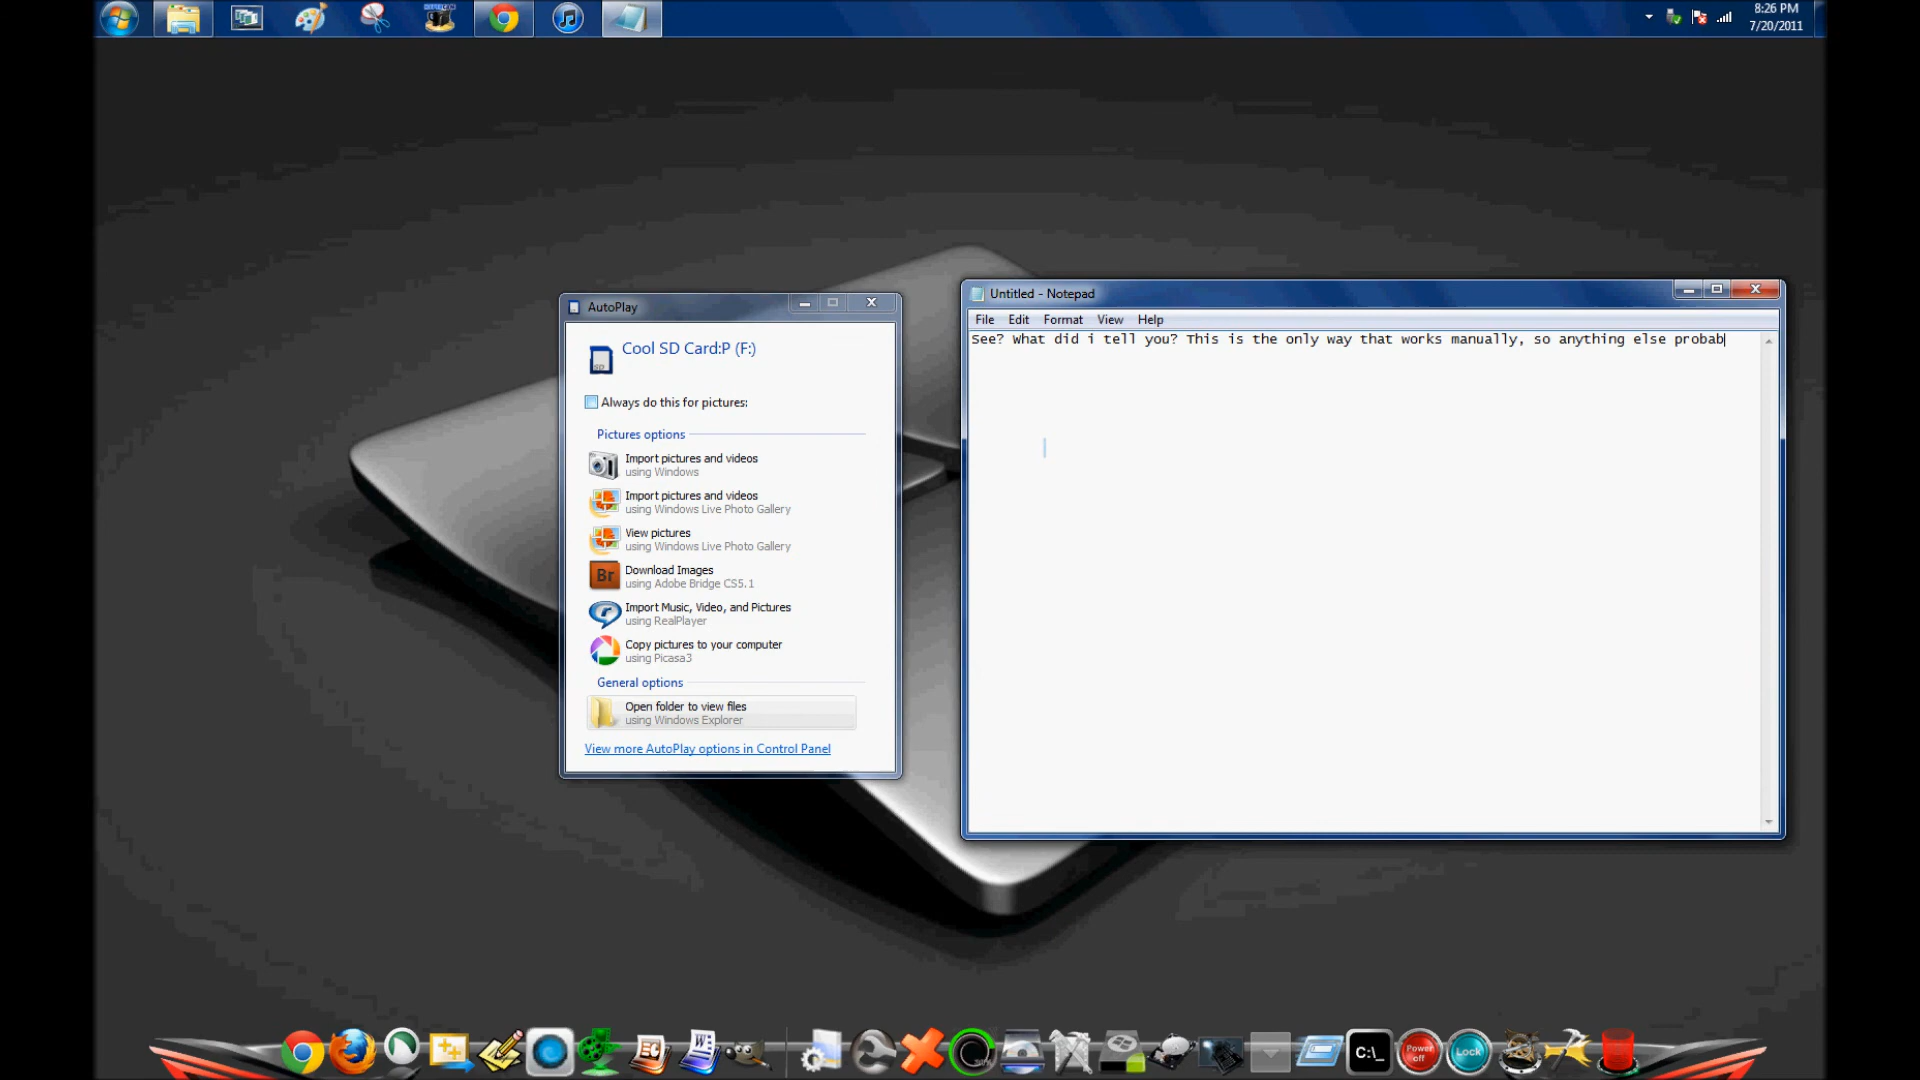 8:26 PM
7/20/2011
AutoPlay
Cool SD Card:P (F:)
Always do this for pictures:
Pictures options
Import pictures and videos
using Windows
Import pictures and videos
using Windows Live Photo Gallery
View pictures
using Windows Live Photo Gallery
Br
Download Images
using Adobe Bridge CS5.1
Import Music, Video, and Pictures
using RealPlayer
Copy pictures to your computer
using Picasa3
General options
Open folder to view files
using Windows Explorer
View more AutoPlay options in Control Panel
Untitled - Notepad
File Edit Format View Help
See? What did i tell you? This is the only way that works manually, so anything else probab
C:\_
Power
off
Lock